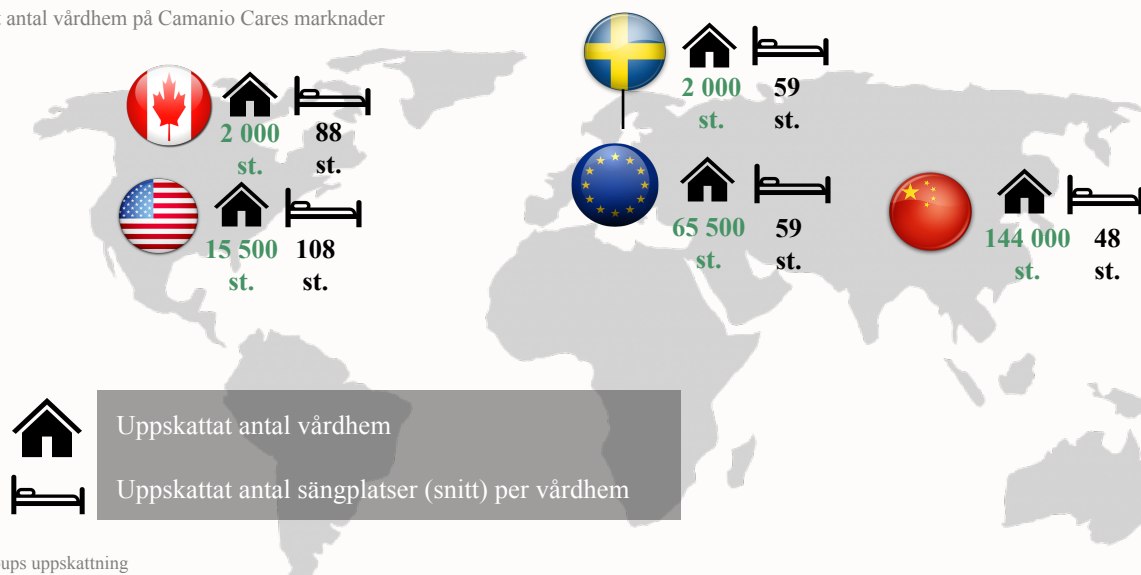 antal vårdhem på Camanio Cares marknader
2 000
st.
59
st.
2 000
st.
88
st.
15 500
st.
108
st.
65 500
st.
59
st.
144 000
st.
48
st.
Uppskattat antal vårdhem
Uppskattat antal sängplatser (snitt) per vårdhem
uppskattning